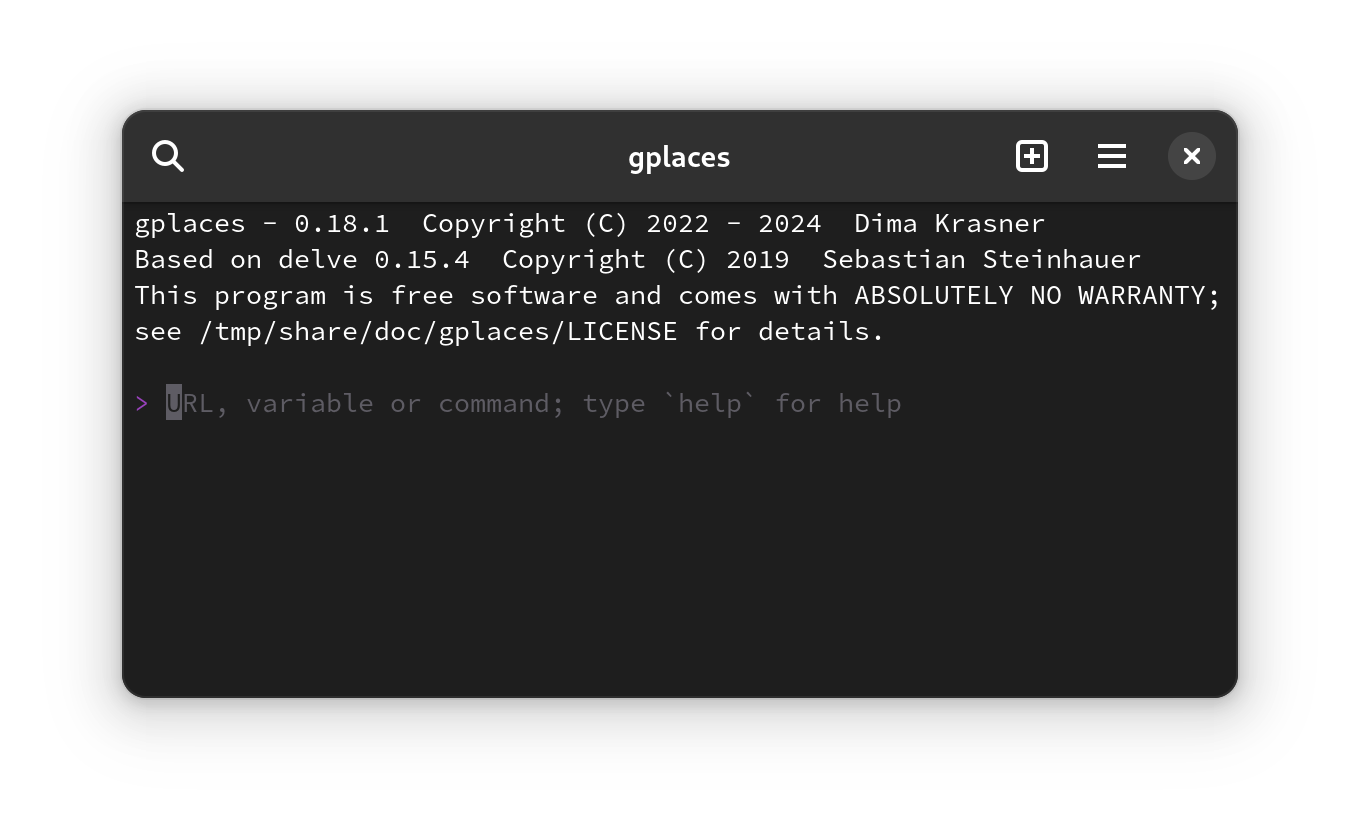 gplaces
gplaces - 0.18.1  Copyright (C) 2022 - 2024  Dima Krasner
Based on delve 0.15.4  Copyright (C) 2019  Sebastian Steinhauer
This program is free software and comes with ABSOLUTELY NO WARRANTY;
see /tmp/share/doc/gplaces/LICENSE for details.
> URL, variable or command; type `help` for help